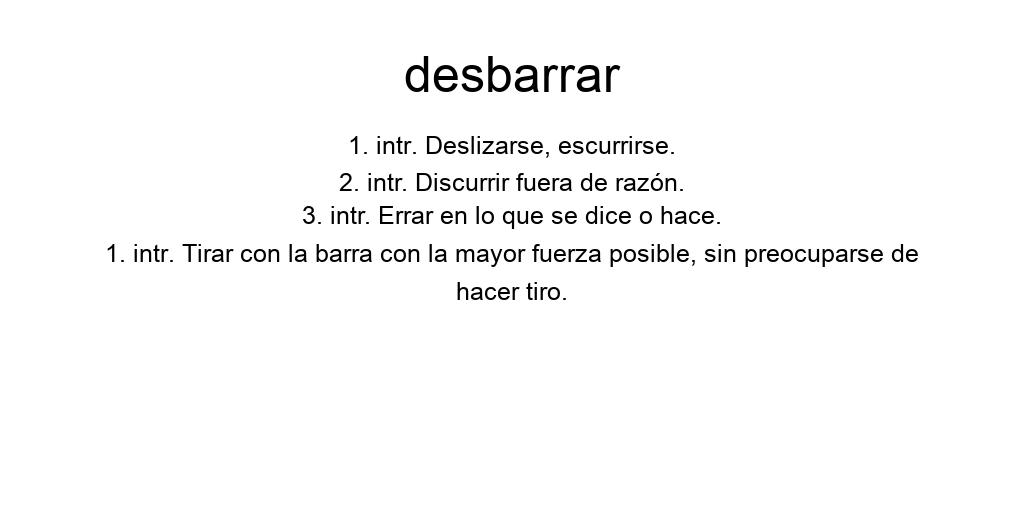 desbarrar
1. intr. Deslizarse, escurrirse.
2. intr. Discurrir fuera de razón.
3. intr. Errar en lo que se dice o hace.
1. intr. Tirar con la barra con la mayor fuerza posible, sin preocuparse de
hacer tiro.